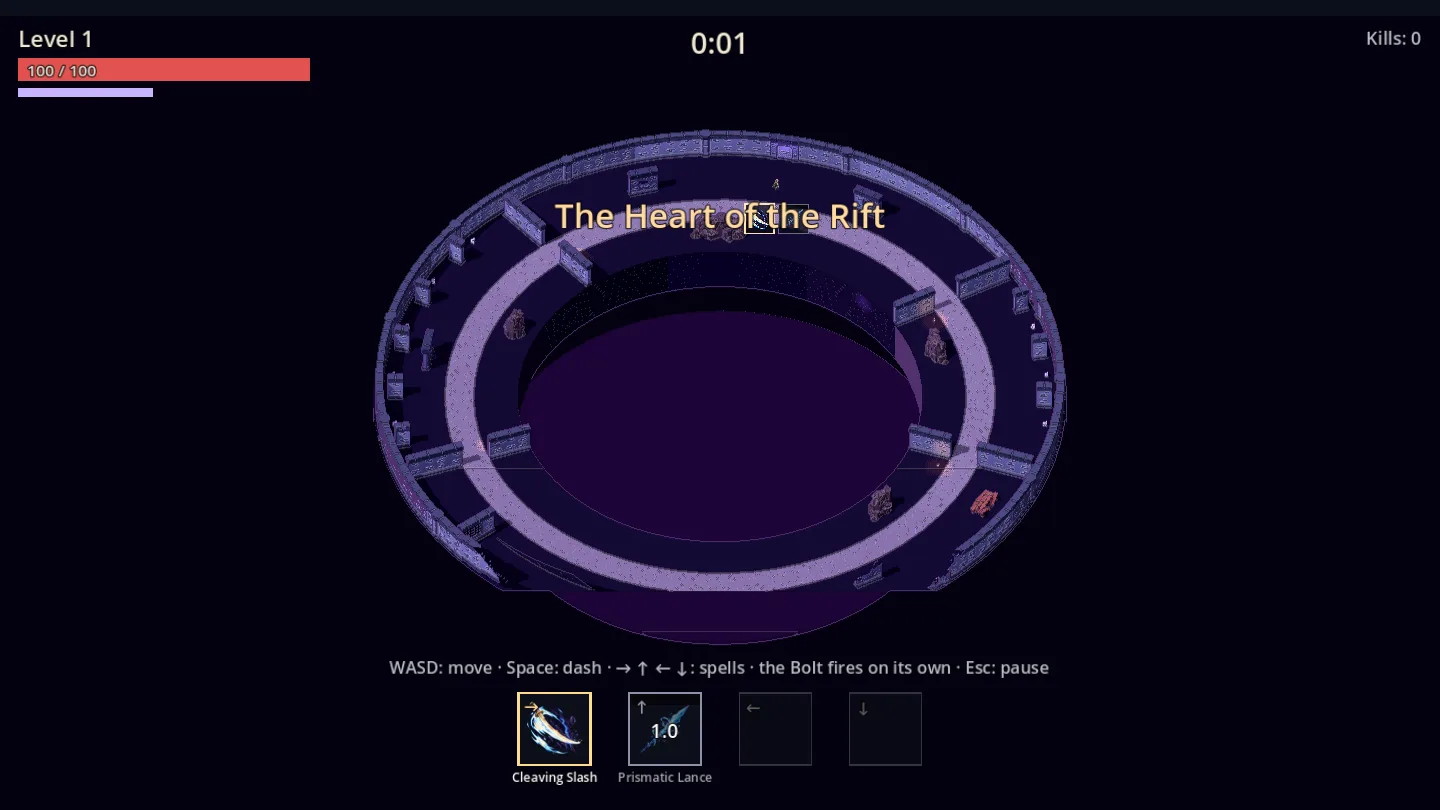 Level 1
0:01
Kills: 0
100 / 100
The Heart of the Rift
WASD: move · Space: dash · → ↑ ← ↓: spells · the Bolt fires on its own · Esc: pause
→
↑
←
↓
1.0
Cleaving Slash
Prismatic Lance